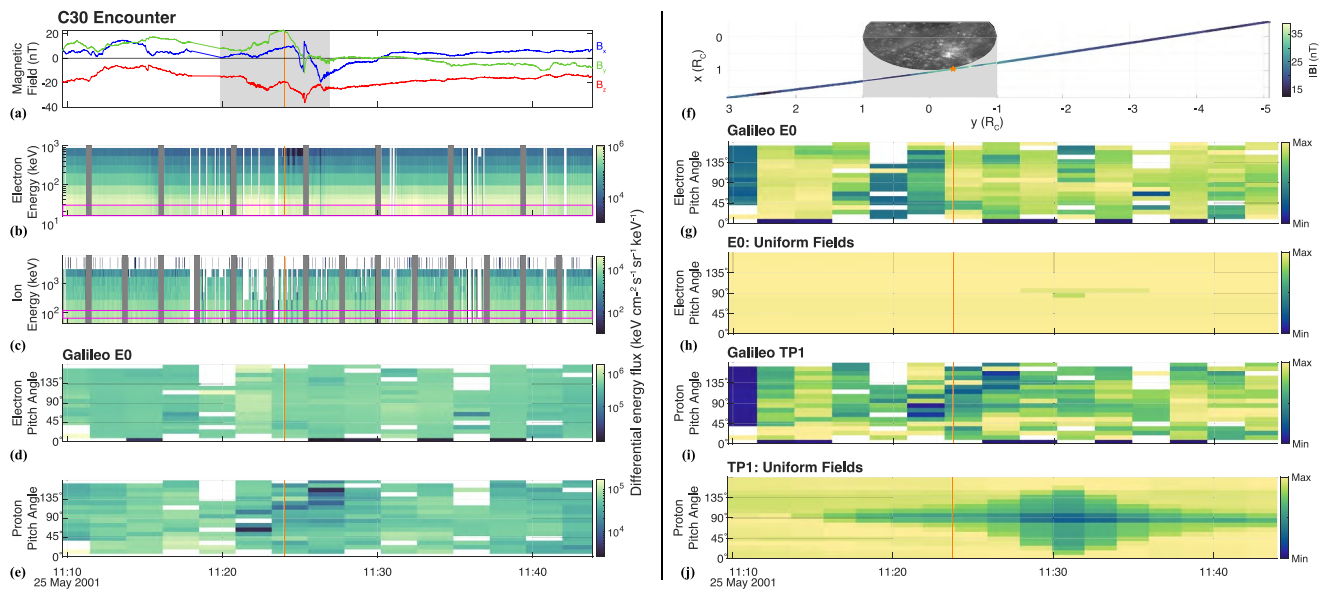 C30 Encounter
Magnetic
Field (nT)
20
0
-20
-40
Bx
By
Bz
(a)
Electron
Energy (keV)
10³
10²
10¹
10⁶
10⁴
(b)
Ion
Energy (keV)
10³
10²
10⁴
10²
(c)
Differential energy flux (keV cm-² s⁻¹ sr⁻¹ keV⁻¹)
Galileo E0
Electron
Pitch Angle
135°
90°
45°
0°
10⁶
10⁵
(d)
Proton
Pitch Angle
135°
90°
45°
0°
10⁵
10⁴
(e)
11:10
11:20
11:30
11:40
25 May 2001
x (RC)
0
1
3
2
1
0
-1
-2
-3
-4
-5
y (RC)
35
25
15
|B| (nT)
(f)
Galileo E0
Electron
Pitch Angle
135°
90°
45°
0°
Max
Min
(g)
E0: Uniform Fields
Electron
Pitch Angle
135°
90°
45°
0°
Max
Min
(h)
Galileo TP1
Proton
Pitch Angle
135°
90°
45°
0°
Max
Min
(i)
TP1: Uniform Fields
Proton
Pitch Angle
135°
90°
45°
0°
Max
Min
(j)
11:10
11:20
11:30
11:40
25 May 2001